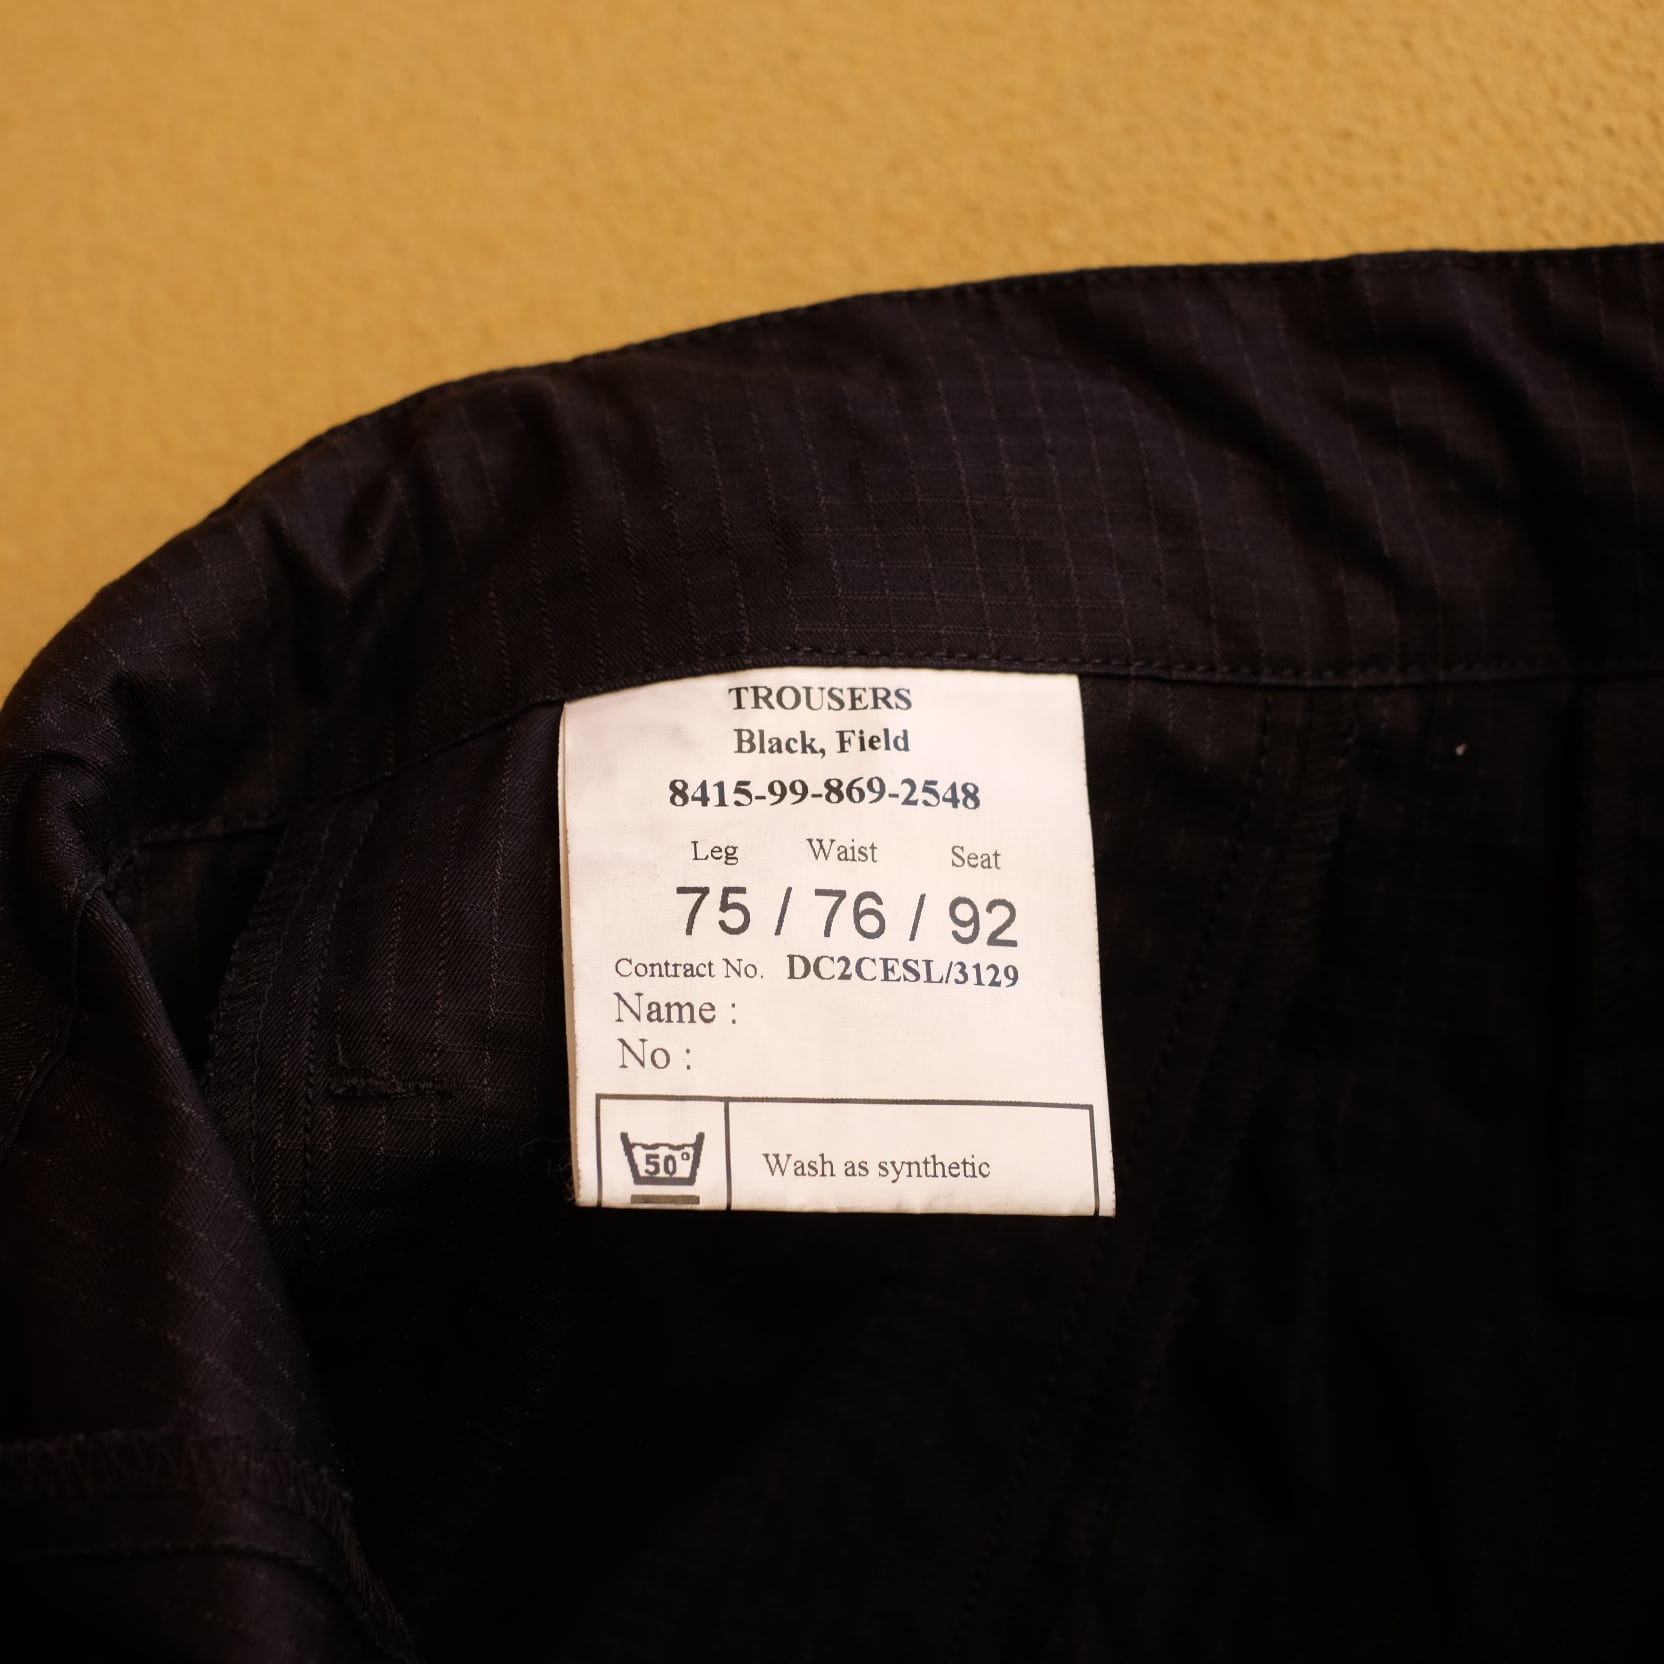 TROUSERS
Black, Field
8415-99-869-2548
Leg Waist Seat
75 / 76 / 92
Contract No. DC2CESL/3129
Name :
No :
50° Wash as synthetic